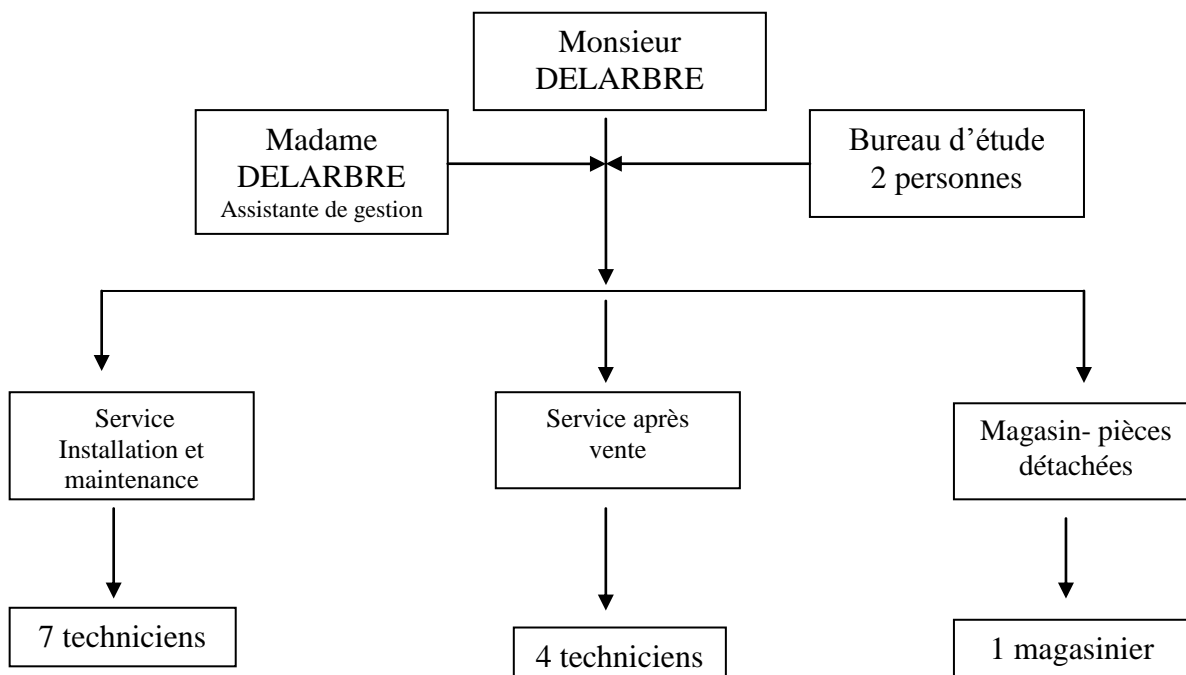 Monsieur
DELARBRE
Madame
DELARBRE
Assistante de gestion
Bureau d’étude
2 personnes
Service
Installation et
maintenance
Service après
vente
Magasin- pièces
détachées
7 techniciens
4 techniciens
1 magasinier